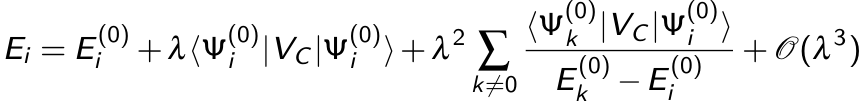 E_i = E_i^{(0)} + λ⟨Ψ_i^{(0)}|V_C|Ψ_i^{(0)}⟩ + λ^2 ∑_{k≠0} \frac{⟨Ψ_k^{(0)}|V_C|Ψ_i^{(0)}⟩}{E_k^{(0)} − E_i^{(0)}} + 𝒪(λ^3)